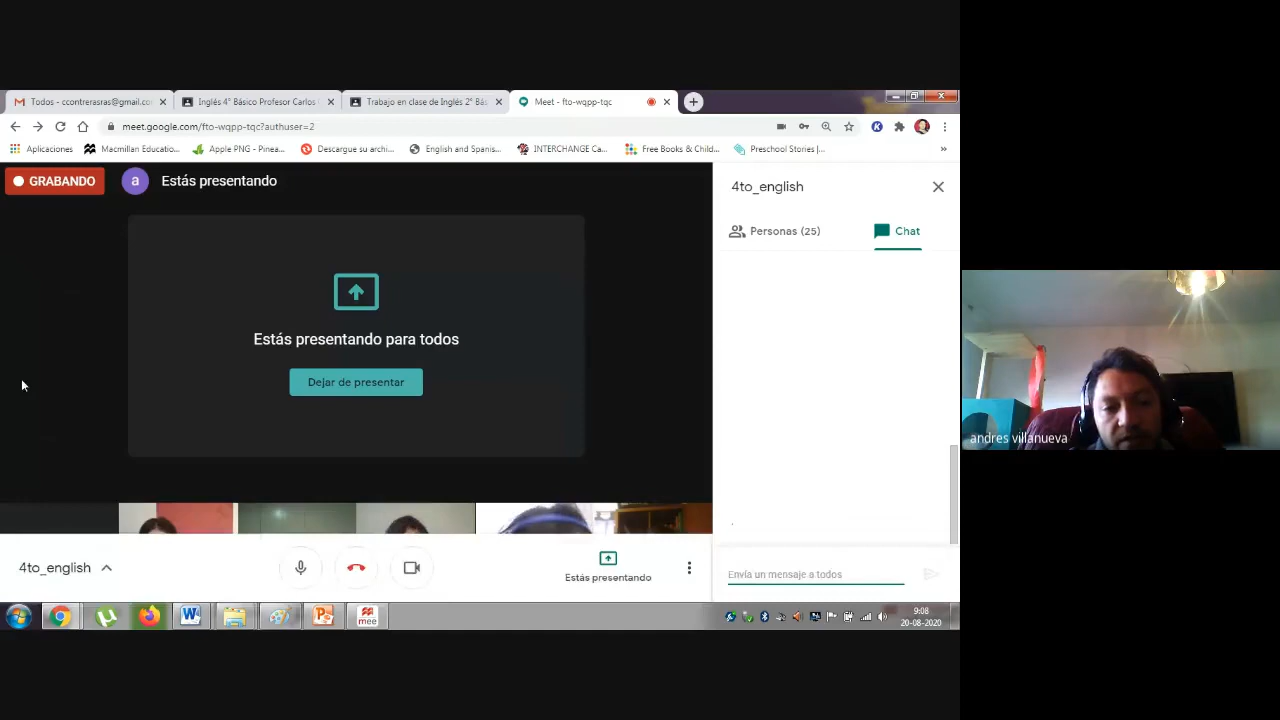 Todos - ccontrerasras@gmail.co
Inglés 4° Básico Profesor Carlos
Trabajo en clase de Inglés 2° Bás
Meet - fto-wqpp-tqc
meet.google.com/fto-wqpp-tqc?authuser=2
Aplicaciones
Macmillan Educatio...
Apple PNG - Pinea...
Descargue su archi...
English and Spanis...
INTERCHANGE Ca...
Free Books & Child...
Preschool Stories |...
GRABANDO
a
Estás presentando
4to_english
Personas (25)
Chat
Estás presentando para todos
Dejar de presentar
andres villanueva
4to_english
Estás presentando
Envía un mensaje a todos
mee
9:08
20-08-2020